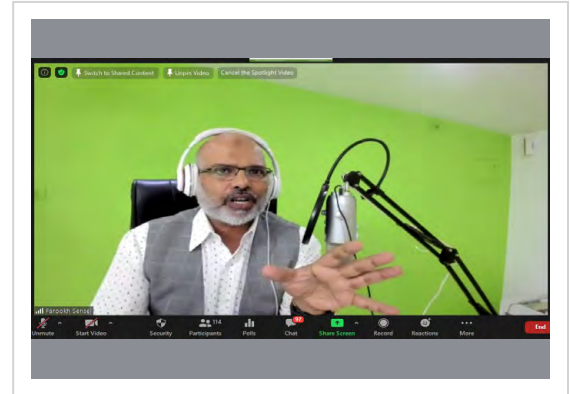 Switch to Shared Content Unpin Video Cancel the Spotlight Video
Farookh Sensei
114
97
Unmute Start Video Security Participants Polls Chat Share Screen Record Reactions More End